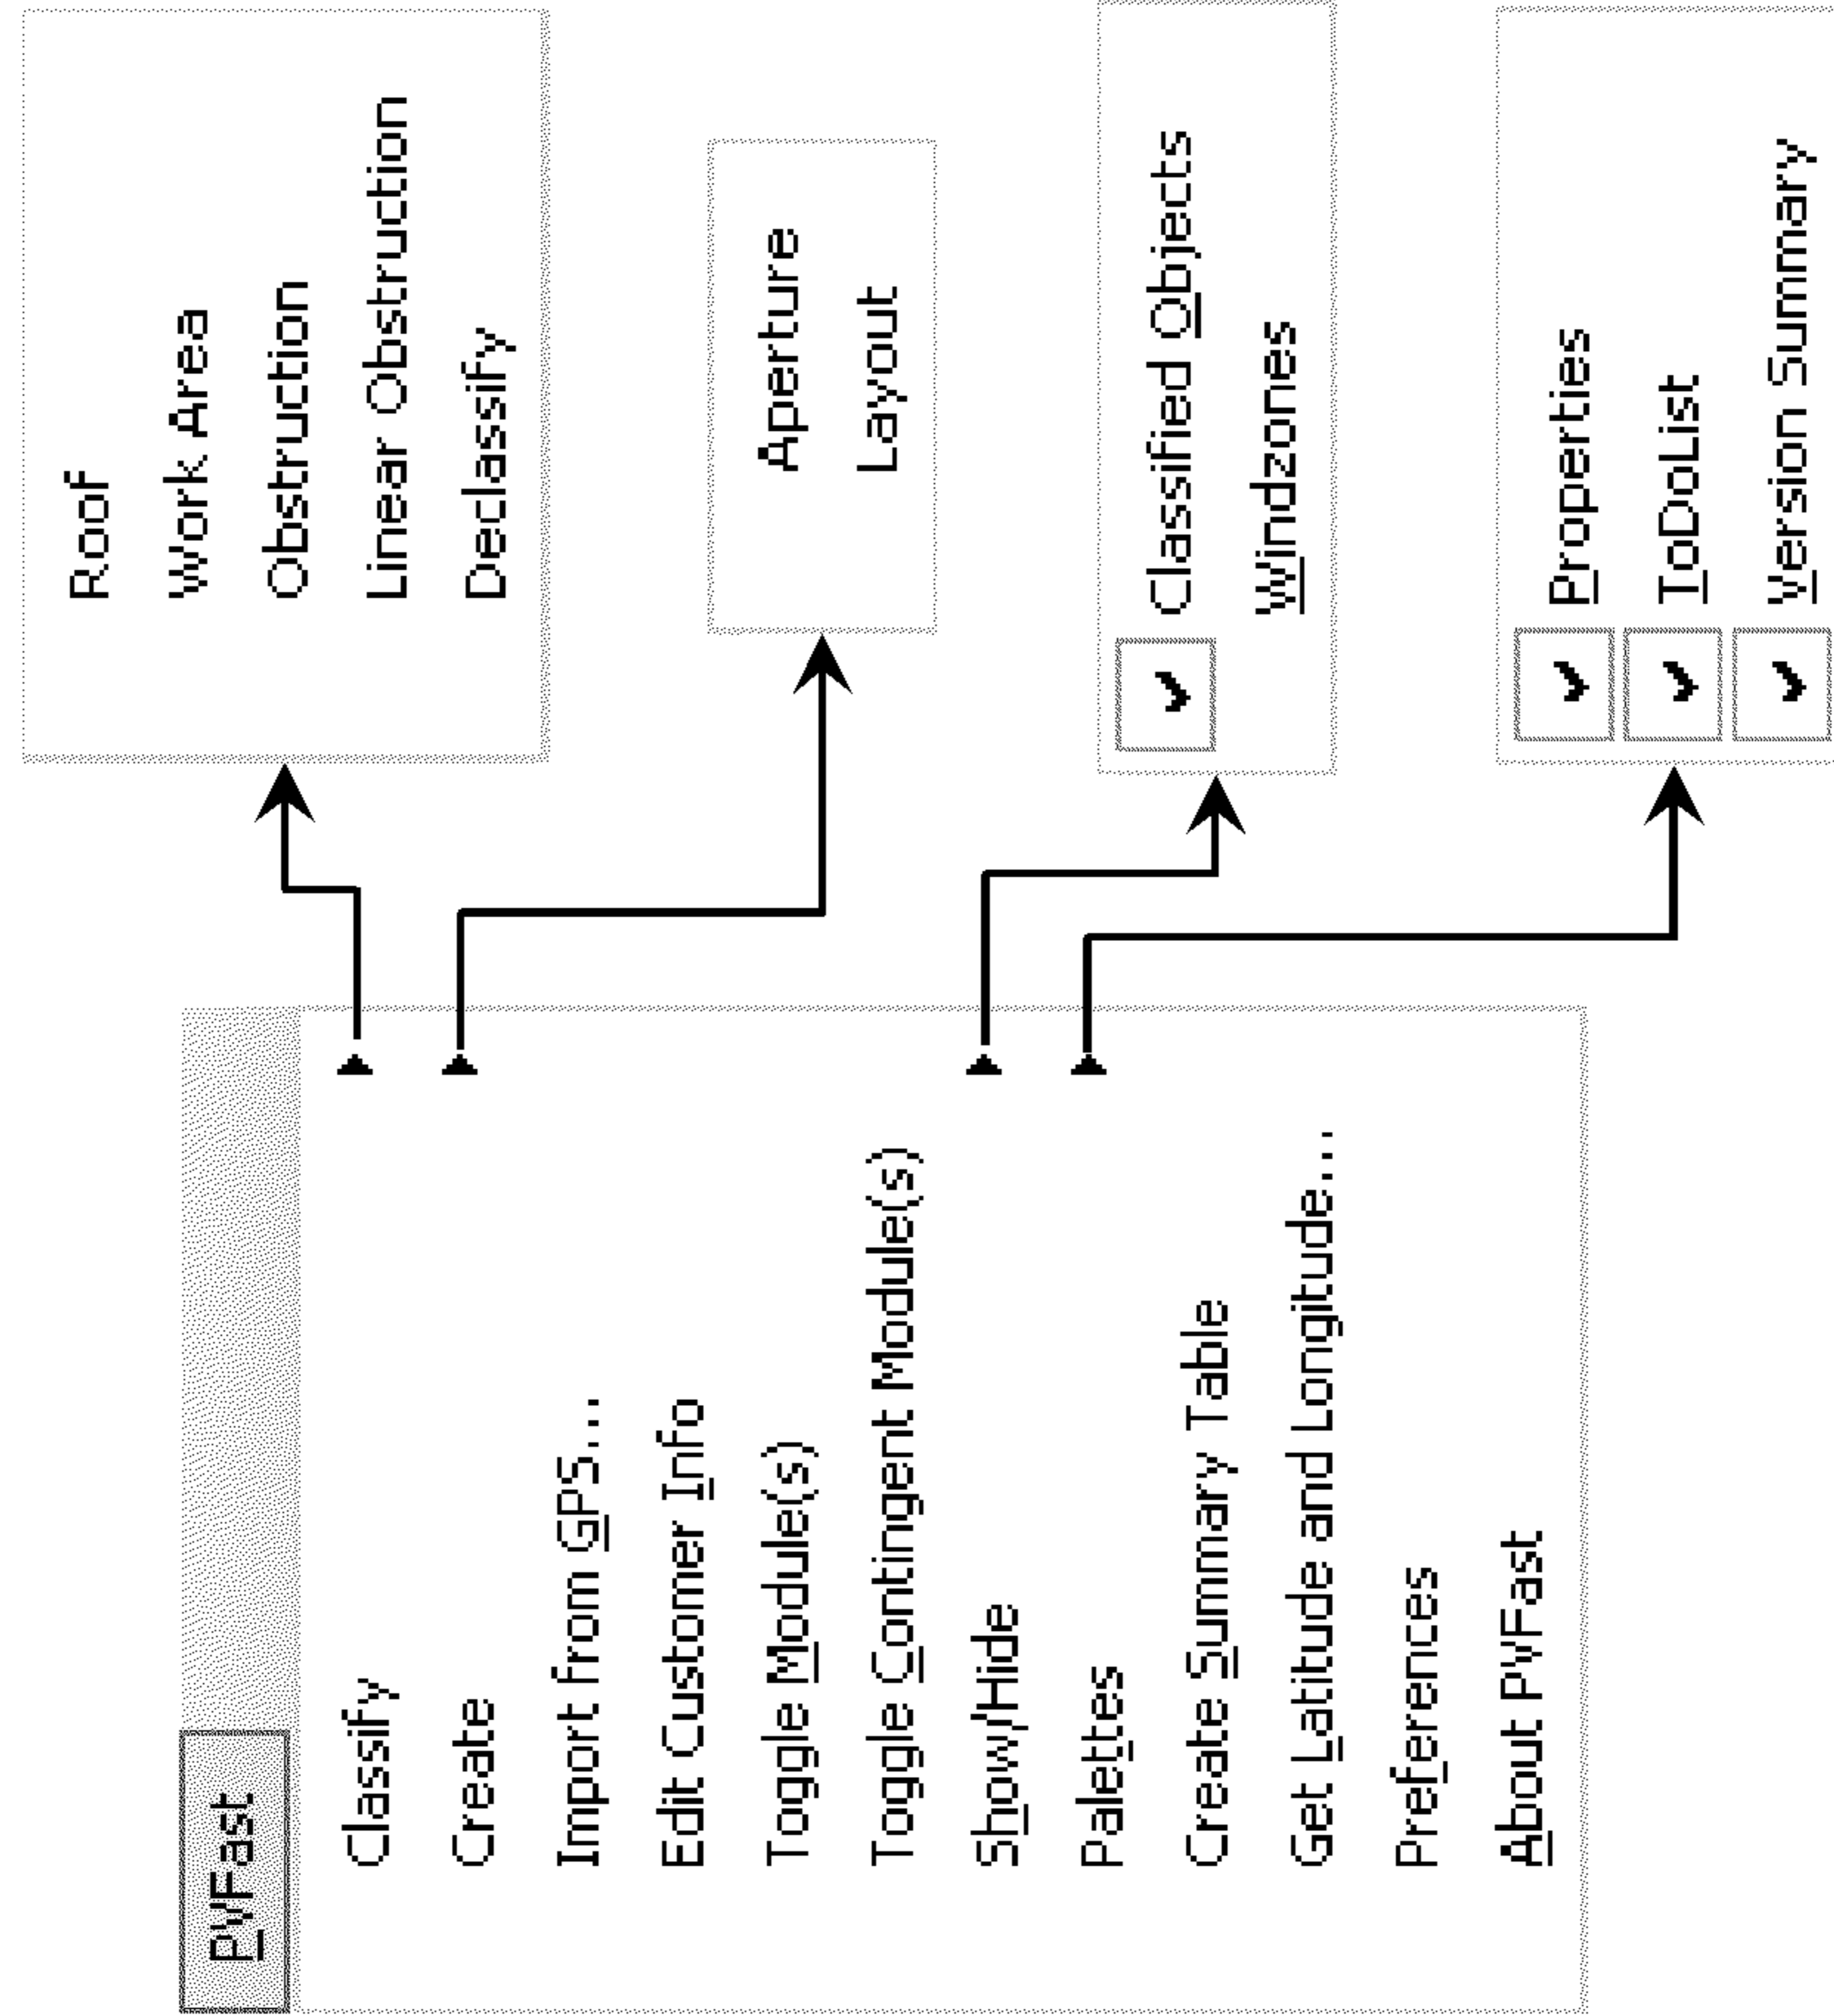 PVFast
Classify
Create
Import from GPS...
Edit Customer Info
Toggle Module(s)
Toggle Contingent Module(s)
Show/Hide
Palettes
Create Summary Table
Get Latitude and Longitude...
Preferences
About PVFast
Roof
Work Area
Obstruction
Linear Obstruction
Declassify
Aperture
Layout
Classified Objects
Windzones
Properties
ToDoList
Version Summary